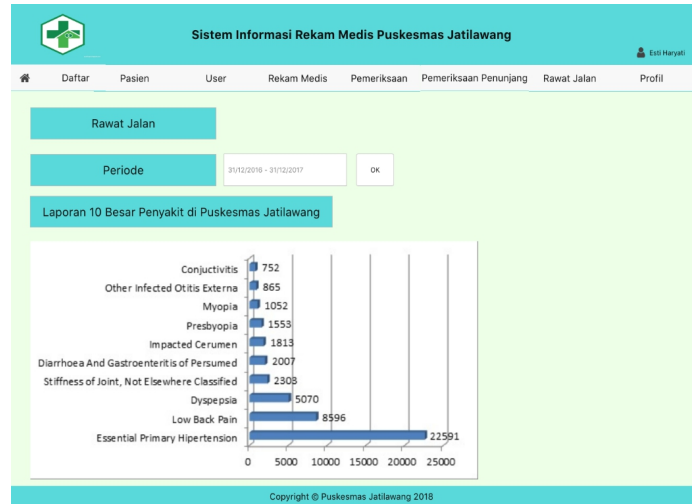 Sistem Informasi Rekam Medis Puskesmas Jatilawang
Esti Haryati
Daftar Pasien User Rekam Medis Pemeriksaan Pemeriksaan Penunjang Rawat Jalan Profil
Rawat Jalan
Periode 31/12/2016 - 31/12/2017 OK
Laporan 10 Besar Penyakit di Puskesmas Jatilawang
Conjuctivitis 752
Other Infected Otitis Externa 865
Myopia 1052
Presbyopia 1553
Impacted Cerumen 1813
Diarrhoea And Gastroenteritis of Persumed 2007
Stiffness of Joint, Not Elsewhere Classified 2303
Dyspepsia 5070
Low Back Pain 8596
Essential Primary Hipertension 22591
0 5000 10000 15000 20000 25000
Copyright © Puskesmas Jatilawang 2018